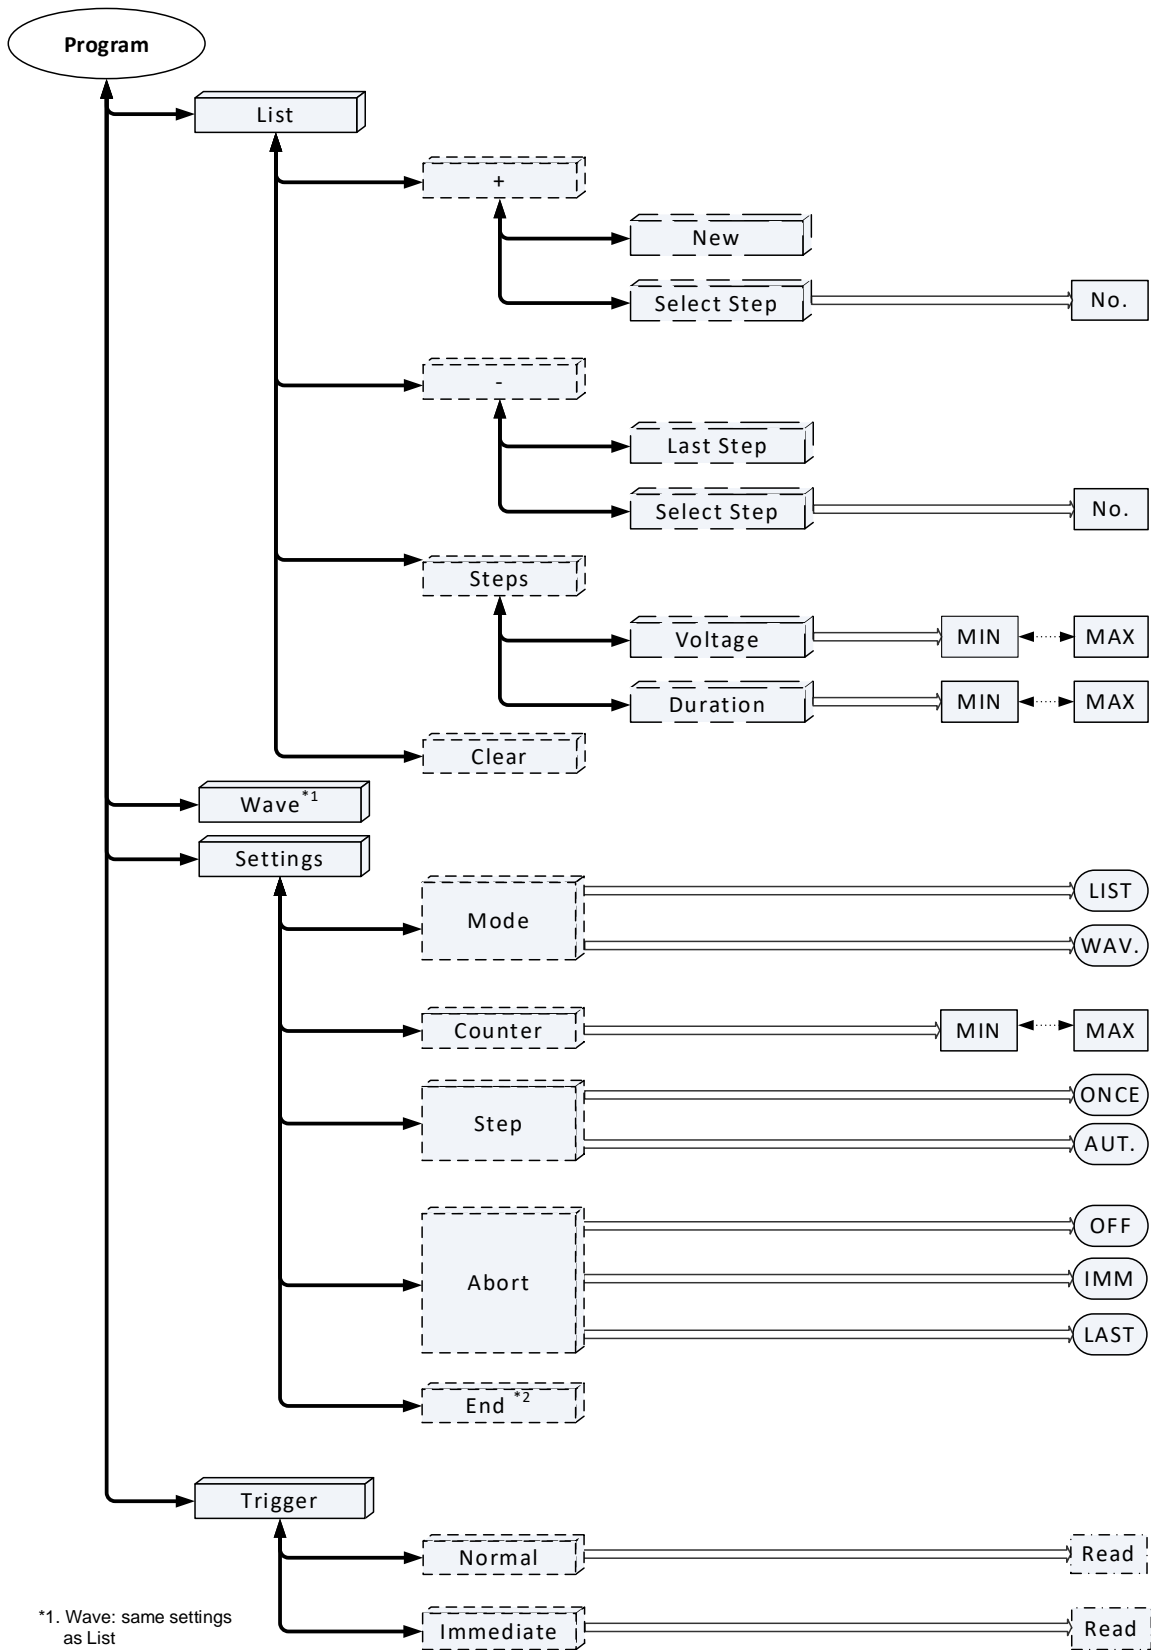 Program
List
+
New
Select Step No.
-
Last Step
Select Step No.
Steps
Voltage MIN MAX
Duration MIN MAX
Clear
Wave*1
Settings
Mode
LIST
WAV.
Counter MIN MAX
Step
ONCE
AUT.
Abort
OFF
IMM
LAST
End *2
Trigger
Normal Read
Immediate Read
*1. Wave: same settings
as List